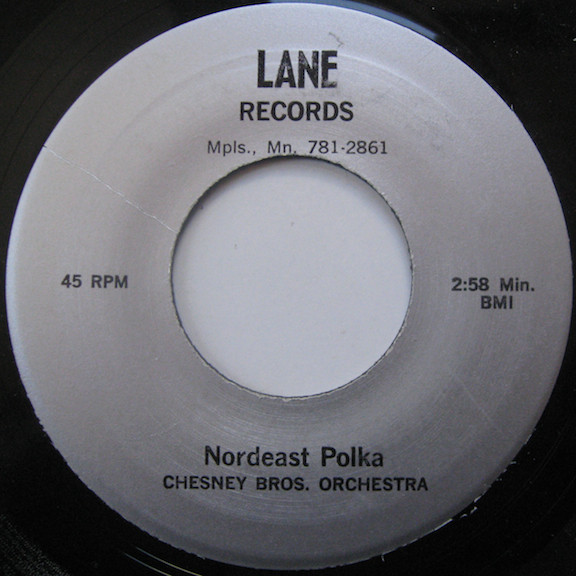 LANE
RECORDS
Mpls., Mn. 781-2861
45 RPM
2:58 Min.
BMI
Nordeast Polka
CHESNEY BROS. ORCHESTRA